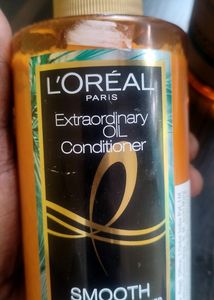 L'ORÉAL
PARIS
Extraordinary
OIL
Conditioner
SMOOTH